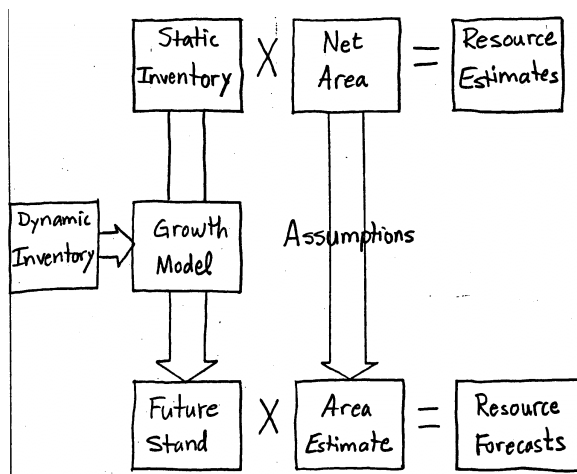 Static
Inventory
X
Net
Area
=
Resource
Estimates
Dynamic
Inventory
Growth
Model
Assumptions
Future
Stand
X
Area
Estimate
=
Resource
Forecasts